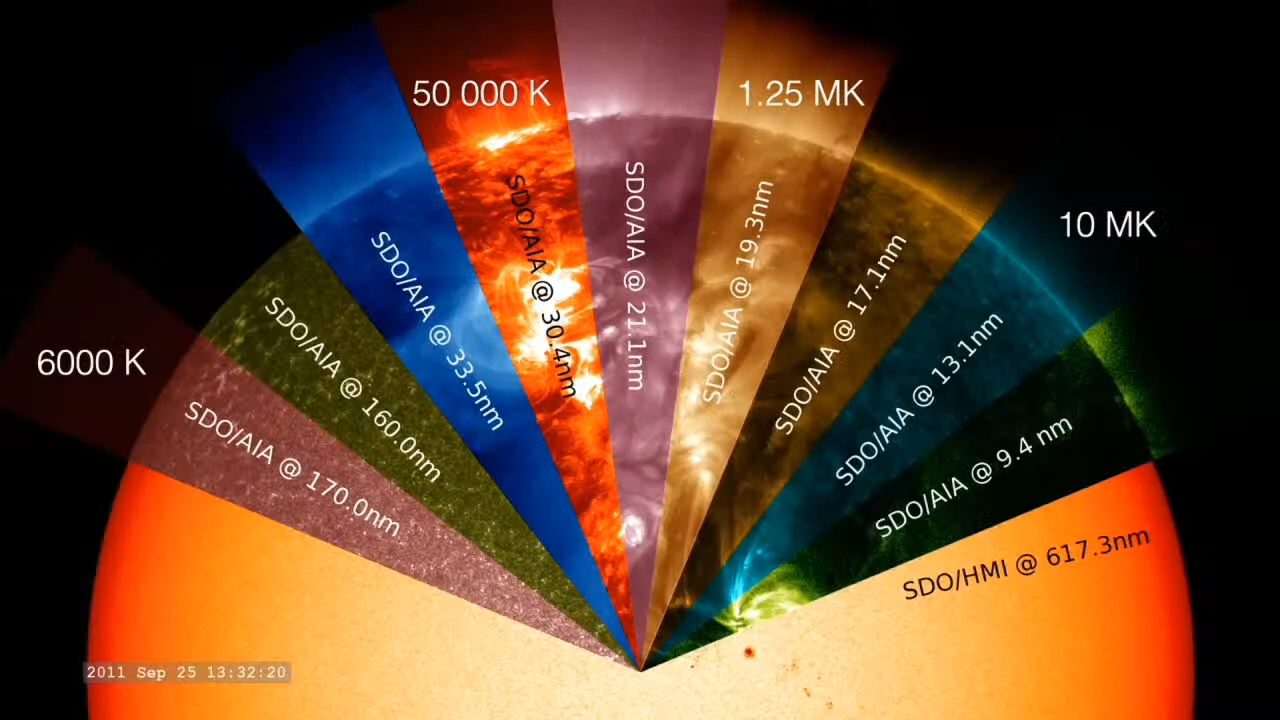 50 000 K
1.25 MK
10 MK
6000 K
SDO/AIA @ 170.0nm
SDO/AIA @ 160.0nm
SDO/AIA @ 33.5nm
SDO/AIA @ 30.4nm
SDO/AIA @ 21.1nm
SDO/AIA @ 19.3nm
SDO/AIA @ 17.1nm
SDO/AIA @ 13.1nm
SDO/AIA @ 9.4 nm
SDO/HMI @ 617.3nm
2011 Sep 25 13:32:20